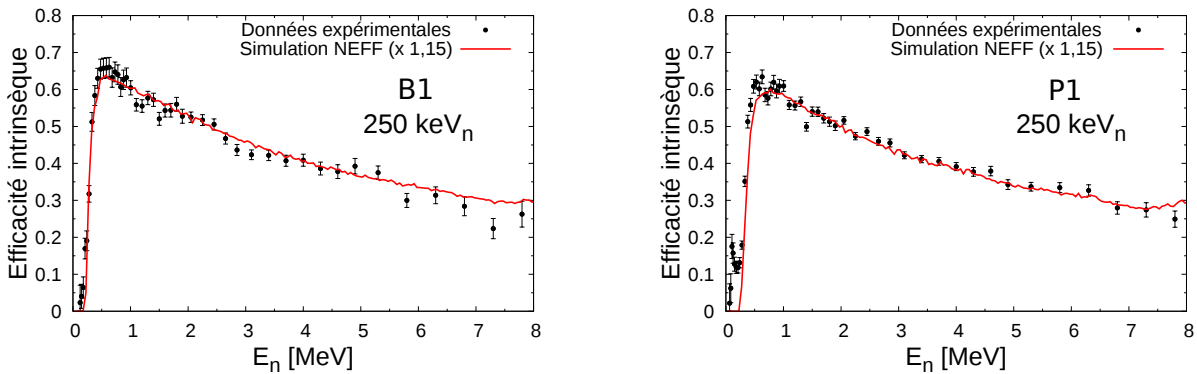 Données expérimentales
Simulation NEFF (x 1,15)
B1
250 keVn
Efficacité intrinsèque
0.8
0.7
0.6
0.5
0.4
0.3
0.2
0.1
0
0 1 2 3 4 5 6 7 8
En [MeV]
Données expérimentales
Simulation NEFF (x 1,15)
P1
250 keVn
Efficacité intrinsèque
0.8
0.7
0.6
0.5
0.4
0.3
0.2
0.1
0
0 1 2 3 4 5 6 7 8
En [MeV]